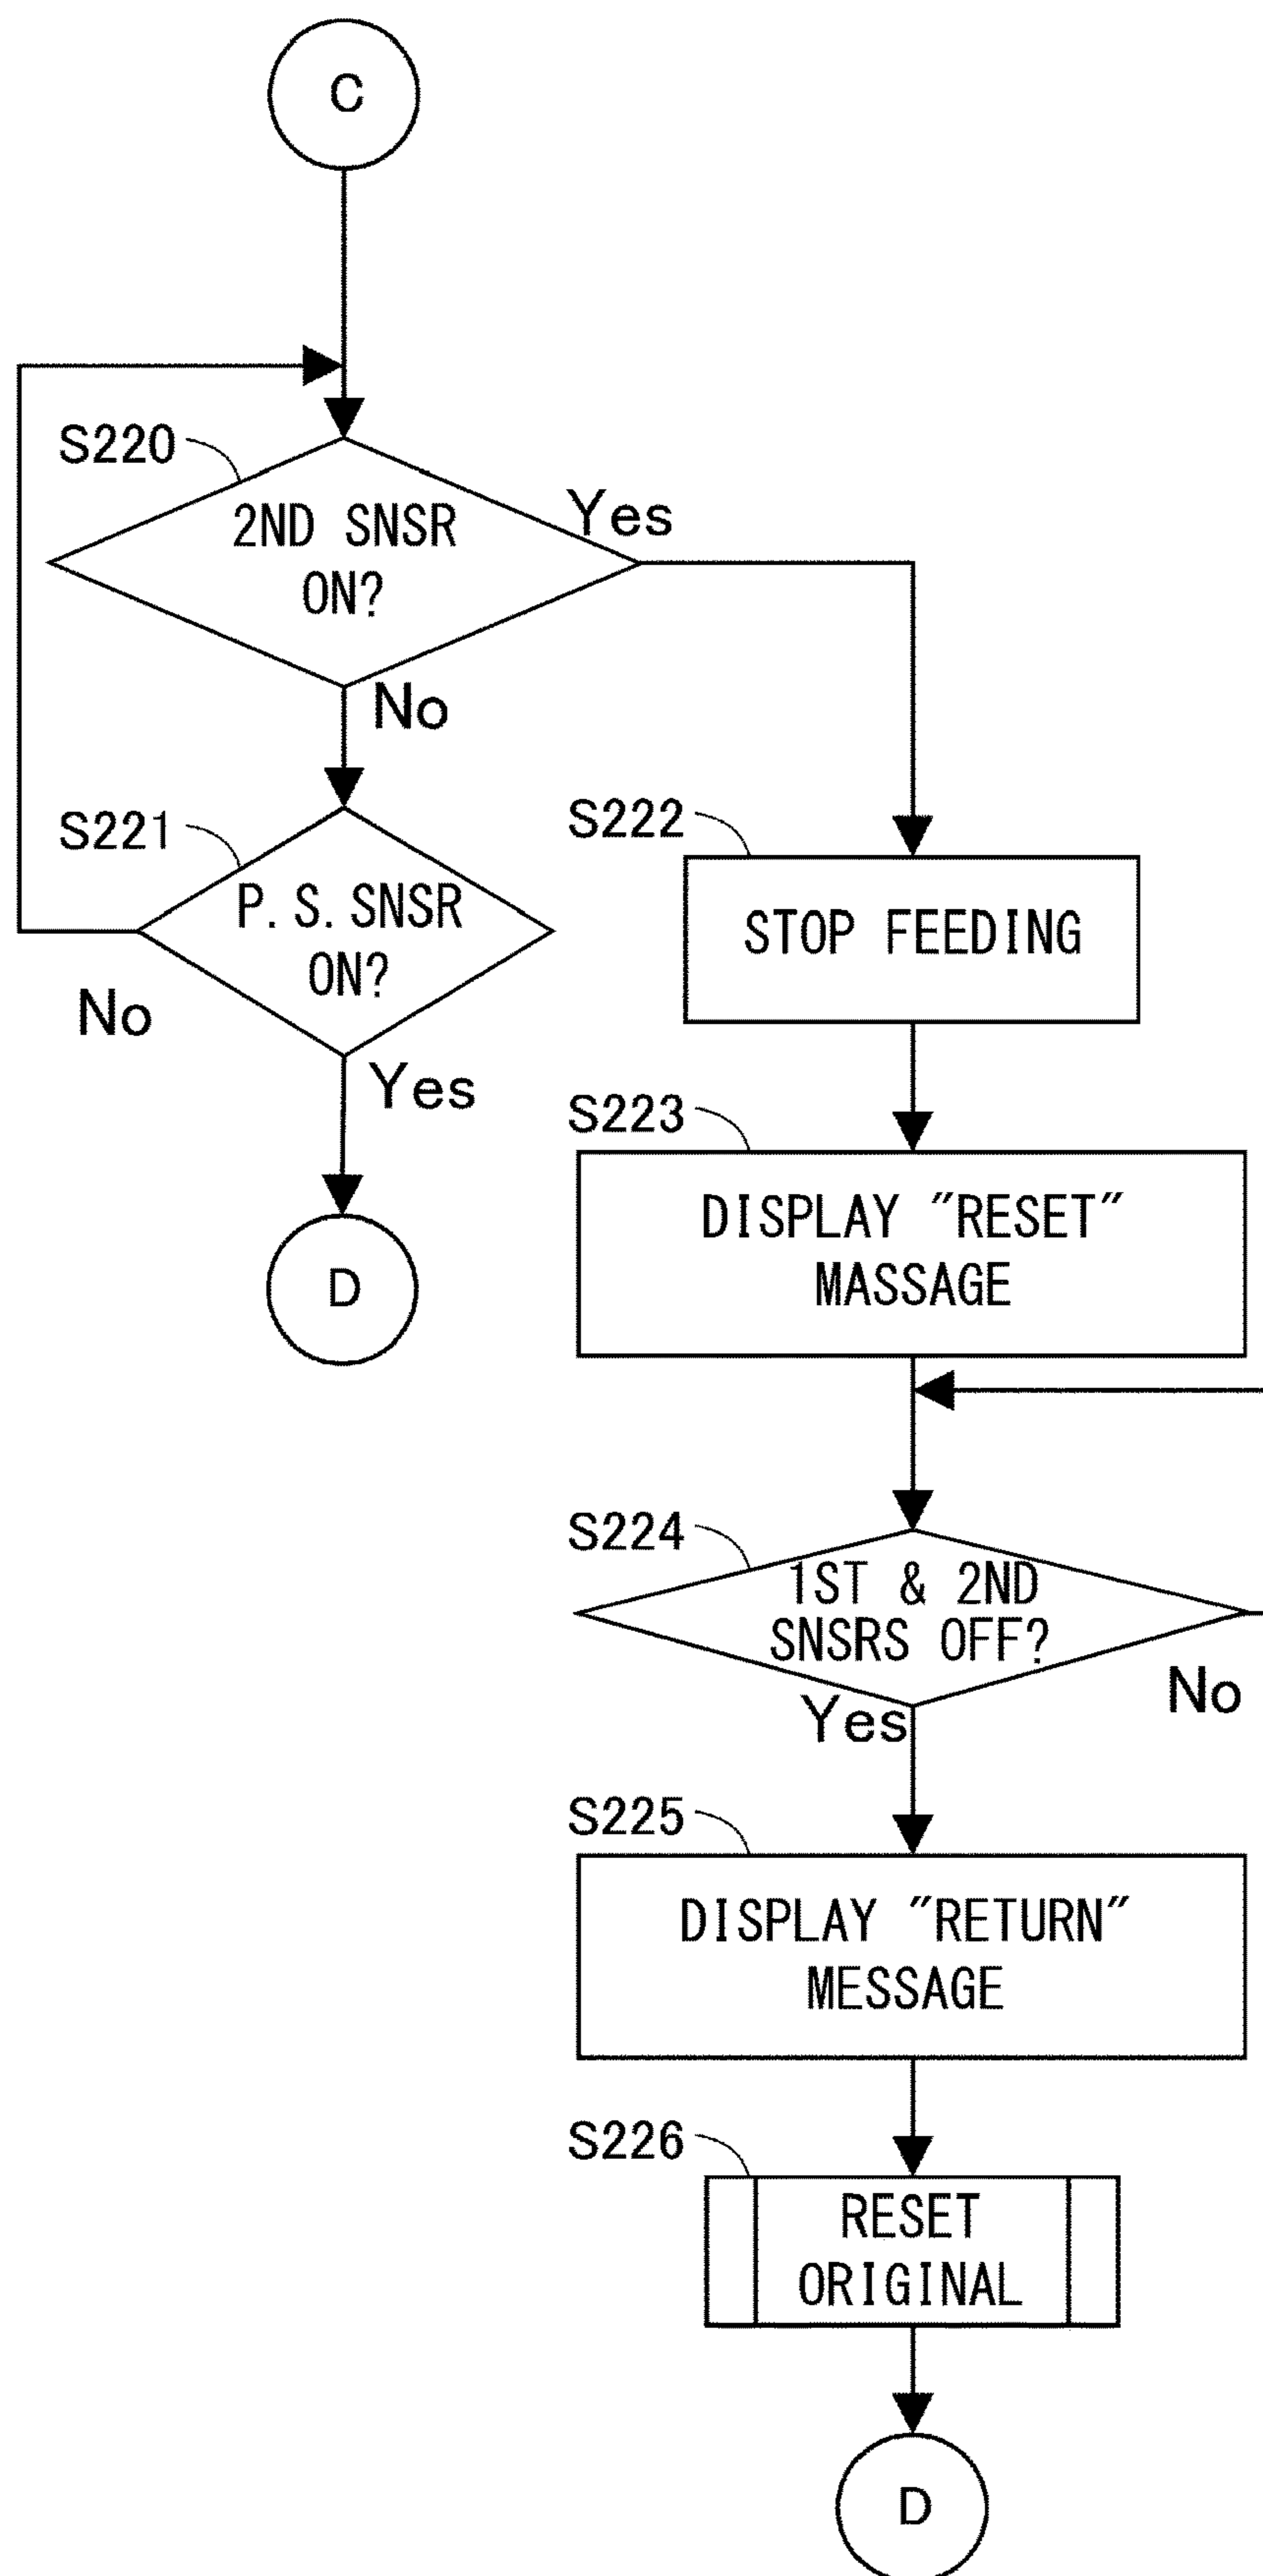 C
S220
2ND SNSR
ON?
Yes
No
S221
P.S.SNSR
ON?
No
Yes
D
S222
STOP FEEDING
S223
DISPLAY "RESET"
MASSAGE
S224
1ST & 2ND
SNSRS OFF?
No
Yes
S225
DISPLAY "RETURN"
MESSAGE
S226
RESET
ORIGINAL
D